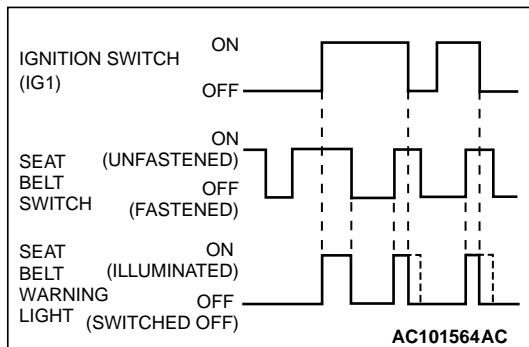 IGNITION SWITCH
(IG1)
ON
OFF
SEAT
BELT
SWITCH
ON
(UNFASTENED)
OFF
(FASTENED)
SEAT
BELT
WARNING
LIGHT
ON
(ILLUMINATED)
OFF
(SWITCHED OFF)
AC101564AC